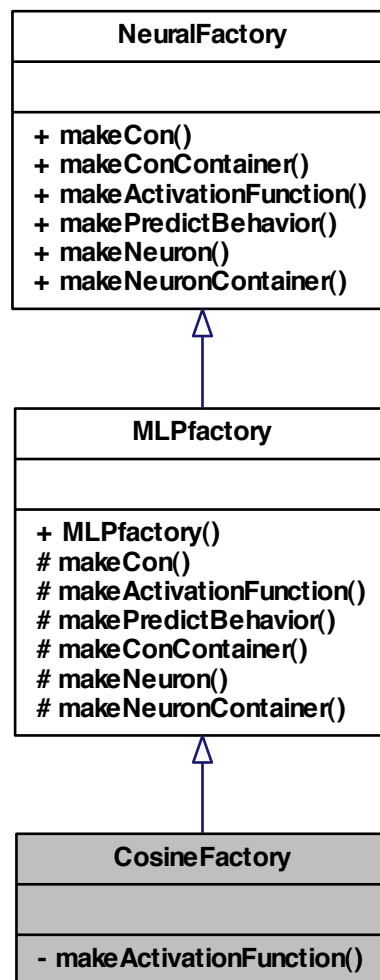 NeuralFactory
+ makeCon()
+ makeConContainer()
+ makeActivationFunction()
+ makePredictBehavior()
+ makeNeuron()
+ makeNeuronContainer()
MLPfactory
+ MLPfactory()
# makeCon()
# makeActivationFunction()
# makePredictBehavior()
# makeConContainer()
# makeNeuron()
# makeNeuronContainer()
CosineFactory
- makeActivationFunction()